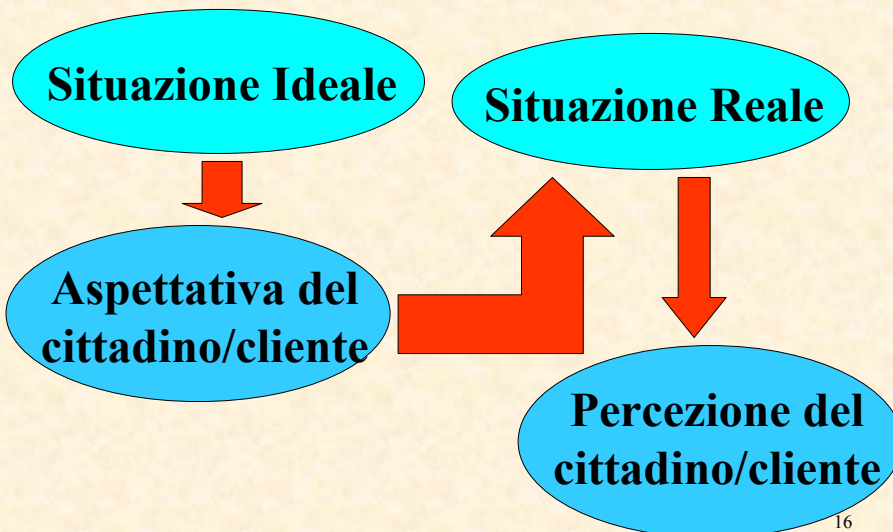 Situazione Ideale
Aspettativa del
cittadino/cliente
Situazione Reale
Percezione del
cittadino/cliente
16